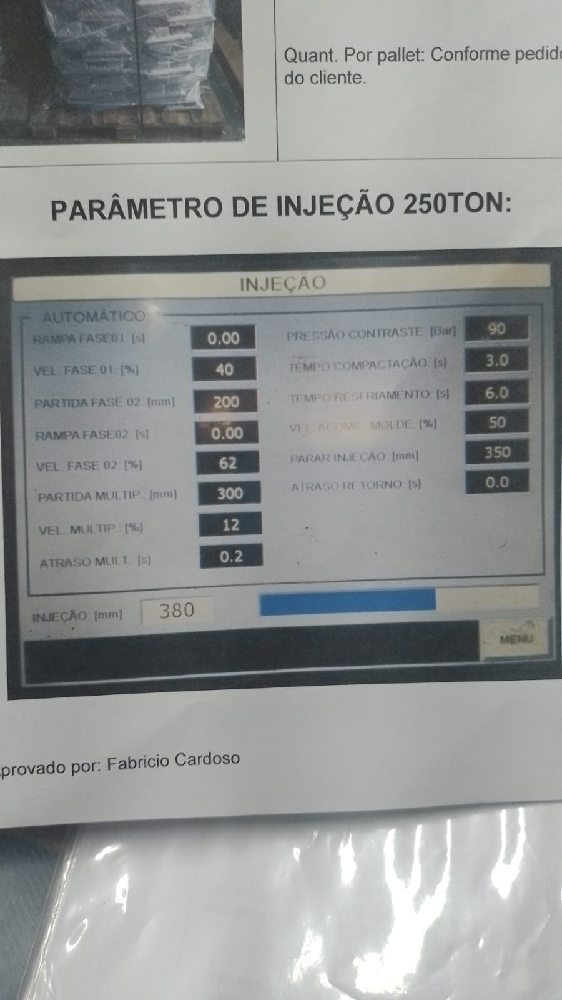 Quant. Por pallet: Conforme pedido
do cliente.
PARÂMETRO DE INJEÇÃO 250TON:
INJEÇÃO
AUTOMÁTICO:
RAMPA FASE01: [s] 0.00
VEL. FASE 01: [%] 40
PARTIDA FASE 02: [mm] 200
RAMPA FASE02: [s] 0.00
VEL. FASE 02: [%] 62
PARTIDA MULTIP.: [mm] 300
VEL. MULTIP.: [%] 12
ATRASO MULT.: [s] 0.2
PRESSÃO CONTRASTE: [Bar] 90
TEMPO COMPACTAÇÃO: [s] 3.0
TEMPO RESFRIAMENTO: [s] 6.0
VEL. ACOMP. MOLDE: [%] 50
PARAR INJEÇÃO: [mm] 350
ATRASO RETORNO: [s] 0.0
INJEÇÃO: [mm] 380
MENU
provado por: Fabricio Cardoso